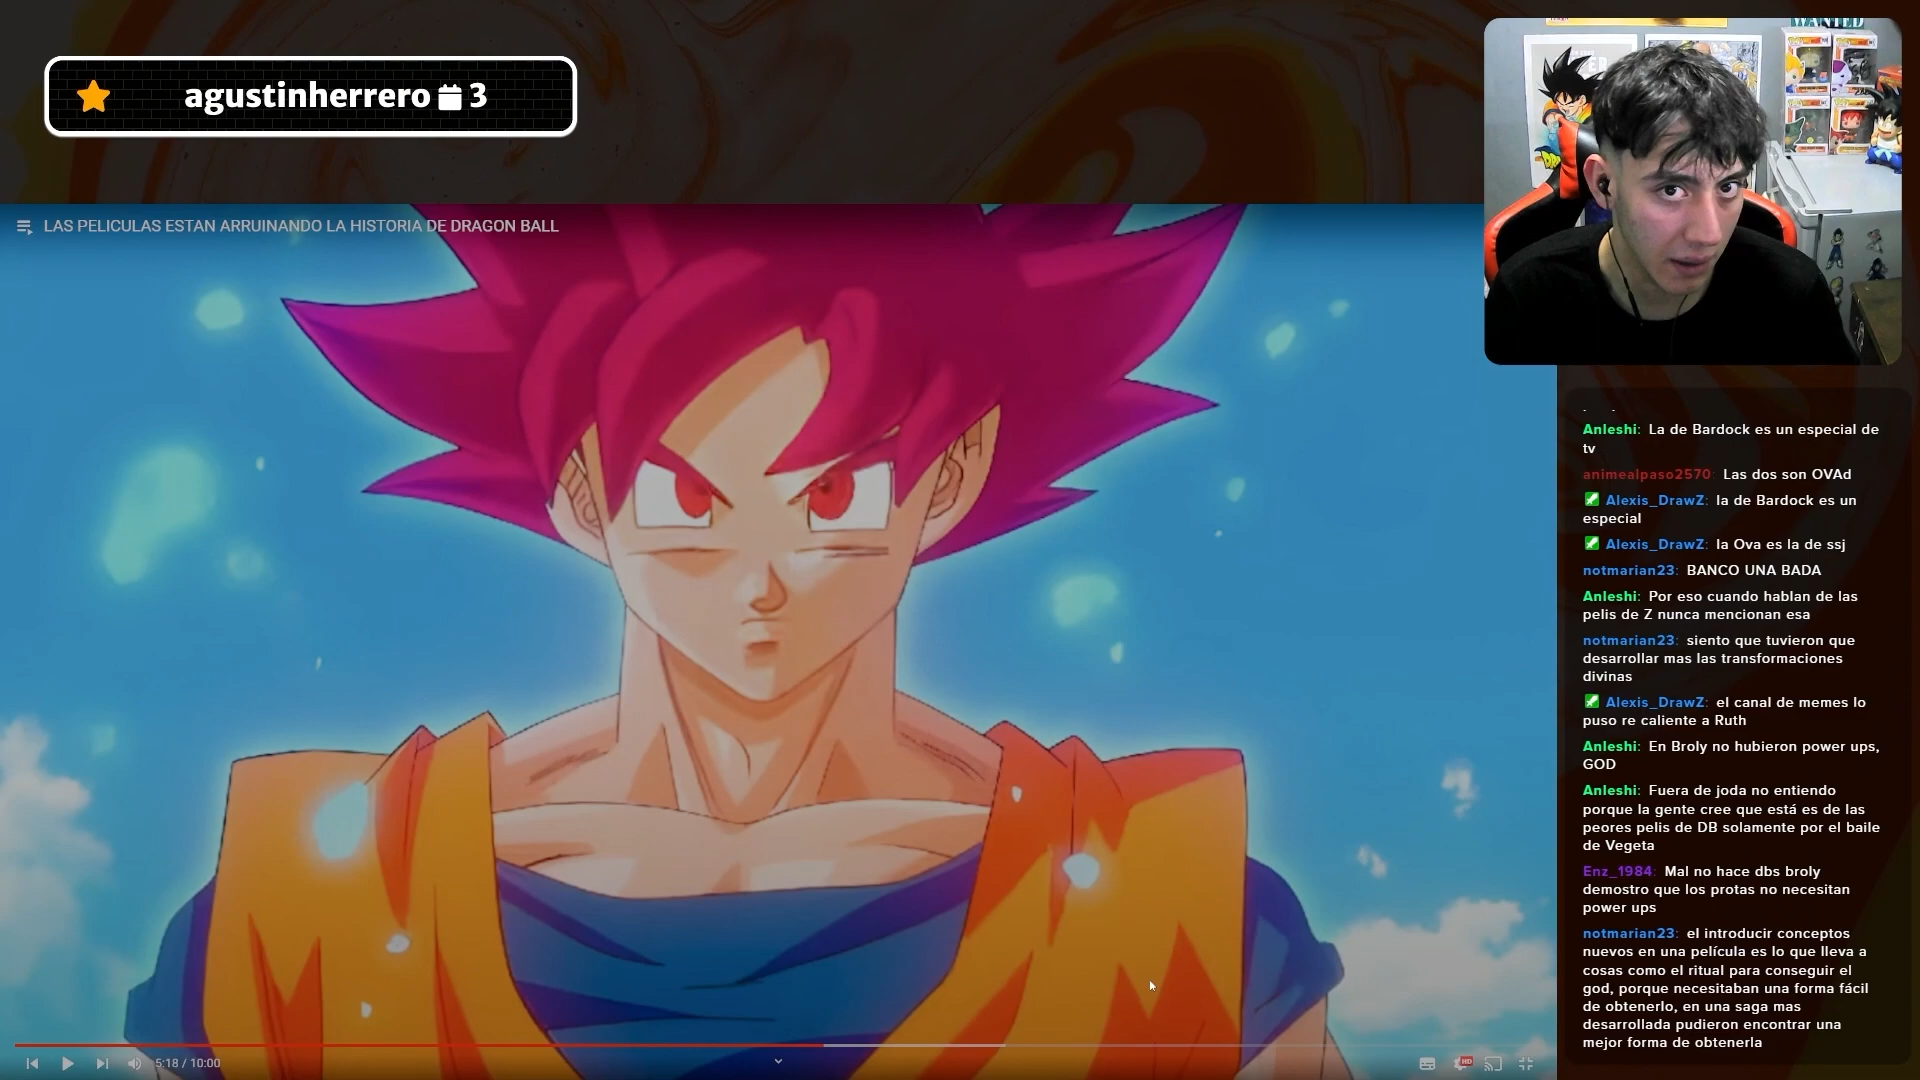 agustinherrero 3
WANTED
LAS PELICULAS ESTAN ARRUINANDO LA HISTORIA DE DRAGON BALL
Anleshi: La de Bardock es un especial de
tv
animealpaso2570: Las dos son OVAd
Alexis_DrawZ: la de Bardock es un
especial
Alexis_DrawZ: la Ova es la de ssj
notmarian23: BANCO UNA BADA
Anleshi: Por eso cuando hablan de las
pelis de Z nunca mencionan esa
notmarian23: siento que tuvieron que
desarrollar mas las transformaciones
divinas
Alexis_DrawZ: el canal de memes lo
puso re caliente a Ruth
Anleshi: En Broly no hubieron power ups,
GOD
Anleshi: Fuera de joda no entiendo
porque la gente cree que está es de las
peores pelis de DB solamente por el baile
de Vegeta
Enz_1984: Mal no hace dbs broly
demostro que los protas no necesitan
power ups
notmarian23: el introducir conceptos
nuevos en una película es lo que lleva a
cosas como el ritual para conseguir el
god, porque necesitaban una forma fácil
de obtenerlo, en una saga mas
desarrollada pudieron encontrar una
mejor forma de obtenerla
5:18 / 10:00
HD